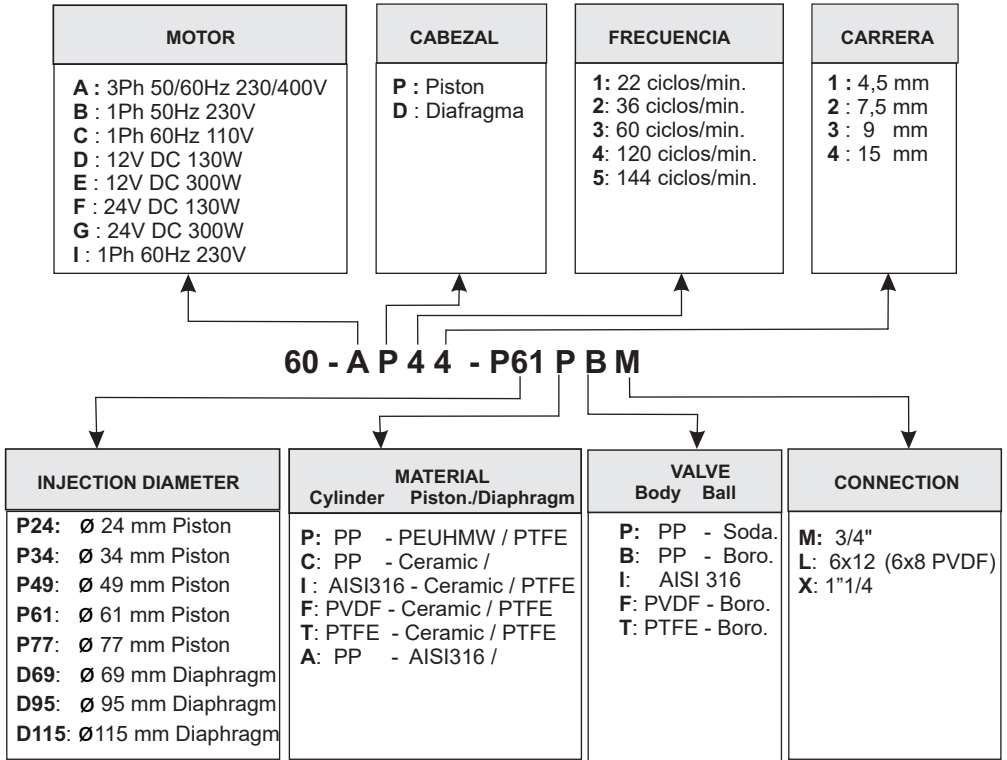 MOTOR
A : 3Ph 50/60Hz 230/400V
B : 1Ph 50Hz 230V
C : 1Ph 60Hz 110V
D : 12V DC 130W
E : 12V DC 300W
F : 24V DC 130W
G : 24V DC 300W
I : 1Ph 60Hz 230V
CABEZAL
P : Piston
D : Diafragma
FRECUENCIA
1: 22 ciclos/min.
2: 36 ciclos/min.
3: 60 ciclos/min.
4: 120 ciclos/min.
5: 144 ciclos/min.
CARRERA
1 : 4,5 mm
2 : 7,5 mm
3 : 9 mm
4 : 15 mm
60 - A P 4 4 - P61 P B M
INJECTION DIAMETER
P24: Ø 24 mm Piston
P34: Ø 34 mm Piston
P49: Ø 49 mm Piston
P61: Ø 61 mm Piston
P77: Ø 77 mm Piston
D69: Ø 69 mm Diaphragm
D95: Ø 95 mm Diaphragm
D115: Ø115 mm Diaphragm
MATERIAL
Cylinder Piston./Diaphragm
P: PP - PEUHMW / PTFE
C: PP - Ceramic /
I : AISI316 - Ceramic / PTFE
F: PVDF - Ceramic / PTFE
T: PTFE - Ceramic / PTFE
A: PP - AISI316 /
VALVE
Body Ball
P: PP - Soda.
B: PP - Boro.
I: AISI 316
F: PVDF - Boro.
T: PTFE - Boro.
CONNECTION
M: 3/4"
L: 6x12 (6x8 PVDF)
X: 1”1/4